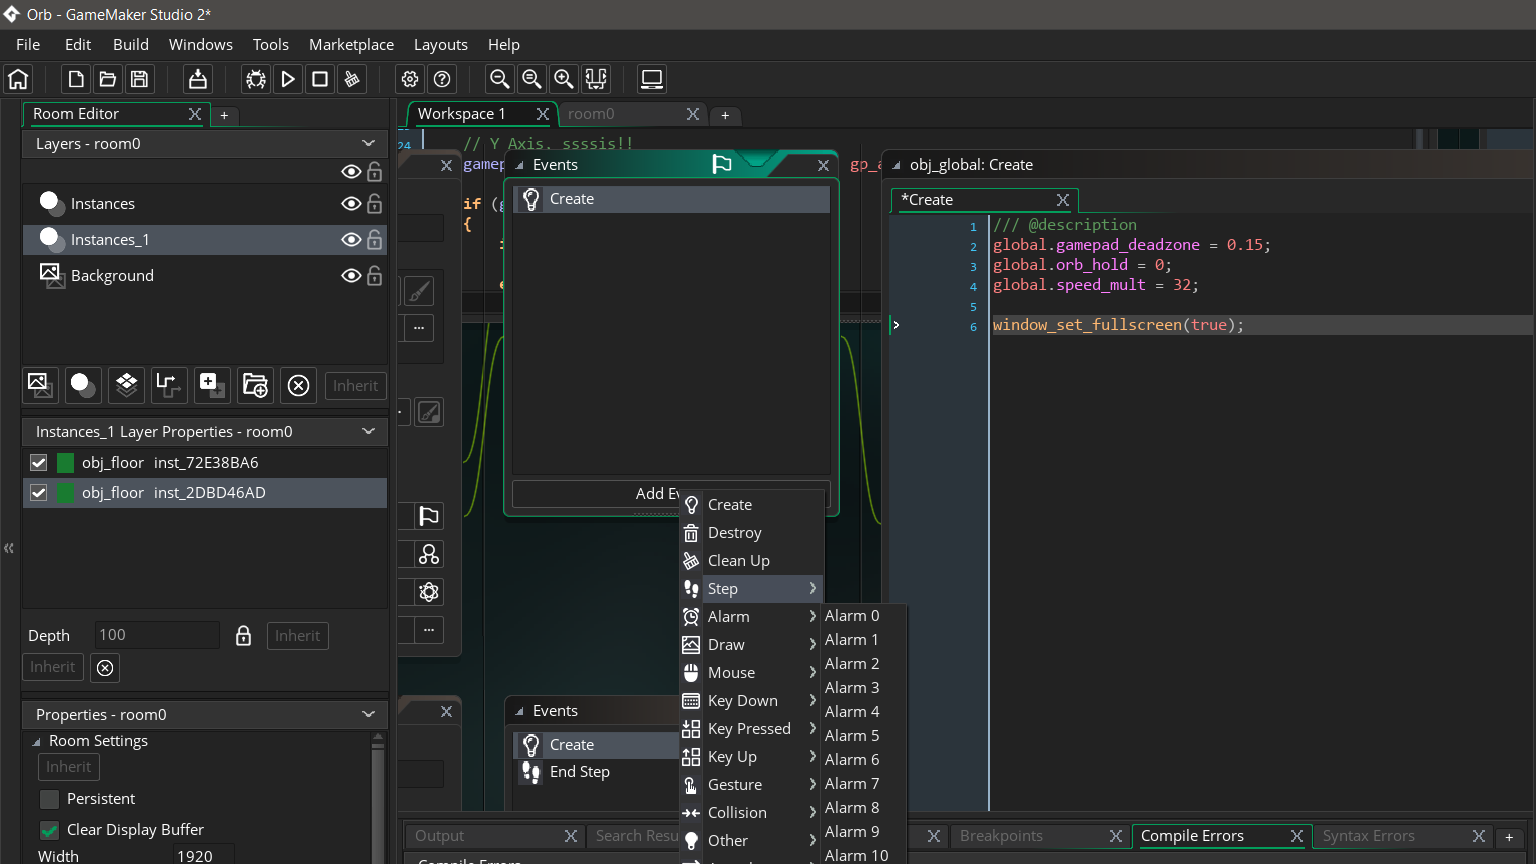 Orb - GameMaker Studio 2*
File Edit Build Windows Tools Marketplace Layouts Help
Room Editor
Layers - room0
Instances
Instances_1
Background
Inherit
Instances_1 Layer Properties - room0
obj_floor inst_72E38BA6
obj_floor inst_2DBD46AD
Depth 100 Inherit
Inherit
Properties - room0
Room Settings
Inherit
Persistent
Clear Display Buffer
Width 1920
Workspace 1 room0
24 // Y Axis. ssssis!!
if (
{
Events
Create
Events
Create
End Step
Create
Destroy
Clean Up
Step
Alarm
Draw
Mouse
Key Down
Key Pressed
Key Up
Gesture
Collision
Other
Alarm 0
Alarm 1
Alarm 2
Alarm 3
Alarm 4
Alarm 5
Alarm 6
Alarm 7
Alarm 8
Alarm 9
Alarm 10
obj_global: Create
*Create
1 /// @description
2 global.gamepad_deadzone = 0.15;
3 global.orb_hold = 0;
4 global.speed_mult = 32;
5
6 window_set_fullscreen(true);
Output Search Resu Breakpoints Compile Errors Syntax Errors
Compile Errors